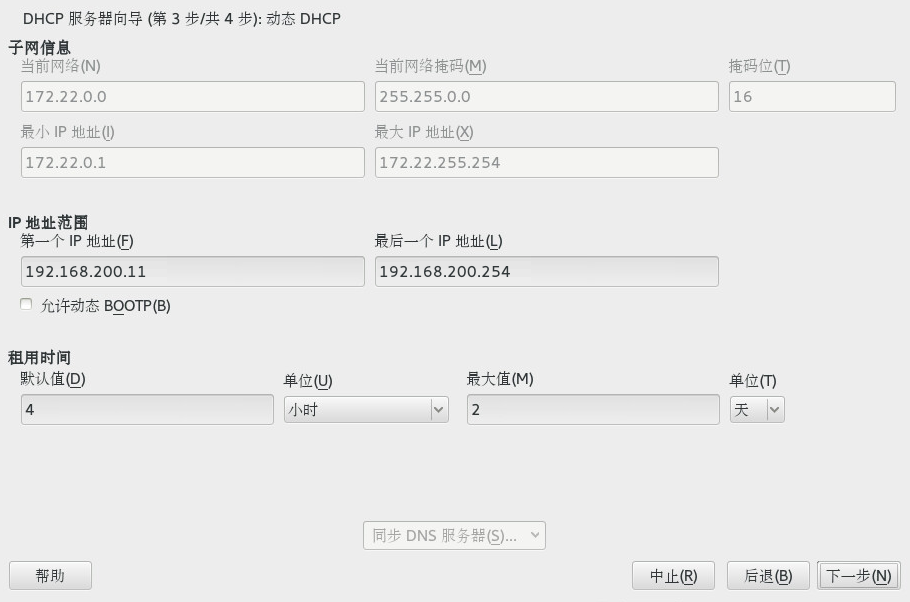 DHCP 服务器向导 (第 3 步/共 4 步): 动态 DHCP
子网信息
当前网络(N) 当前网络掩码(M) 掩码位(T)
172.22.0.0 255.255.0.0 16
最小 IP 地址(I) 最大 IP 地址(X)
172.22.0.1 172.22.255.254
IP 地址范围
第一个 IP 地址(F) 最后一个 IP 地址(L)
192.168.200.11 192.168.200.254
允许动态 BOOTP(B)
租用时间
默认值(D) 单位(U) 最大值(M) 单位(T)
4 小时 2 天
同步 DNS 服务器(S)...
帮助 中止(R) 后退(B) 下一步(N)